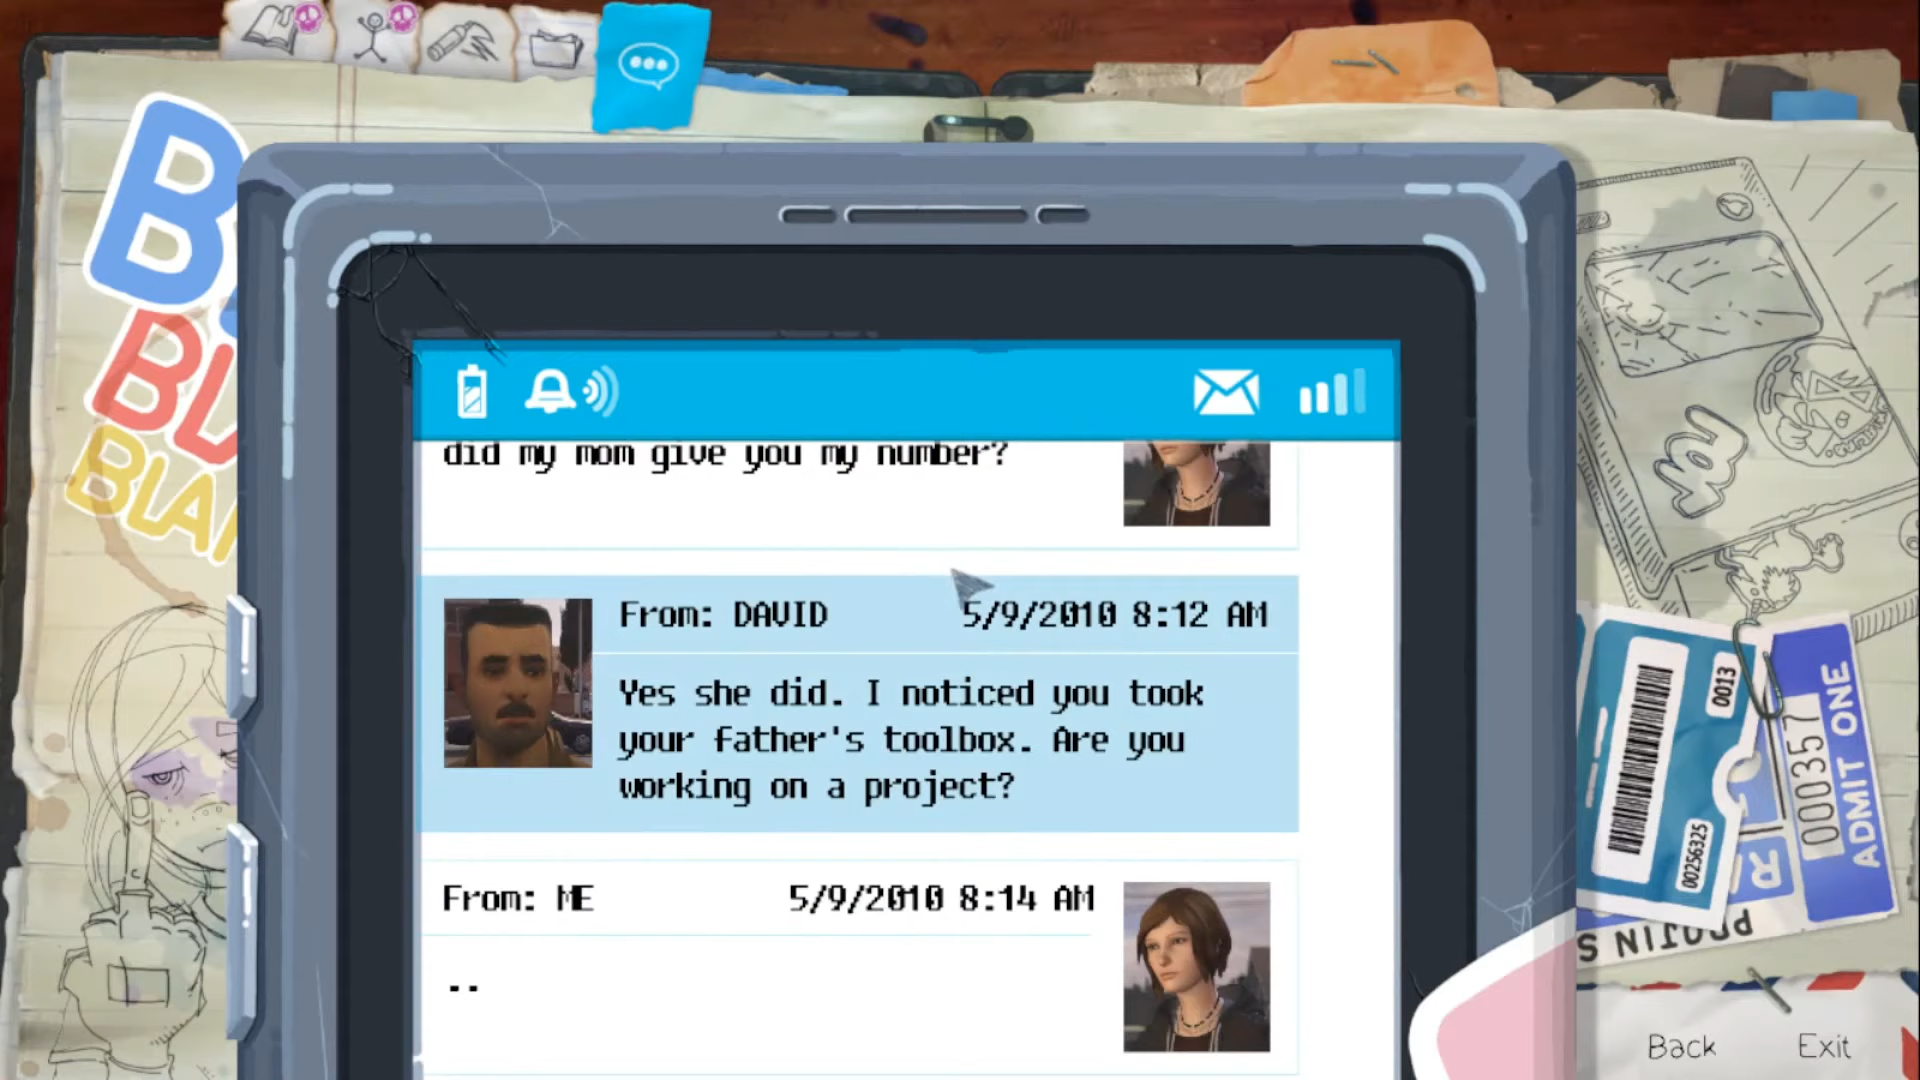 did my mom give you my number?
From: DAVID 5/9/2010 8:12 AM
Yes she did. I noticed you took
your father's toolbox. Are you
working on a project?
From: ME 5/9/2010 8:14 AM
..
BLA
0013
00256325
000357
ADMIT ONE
Back Exit